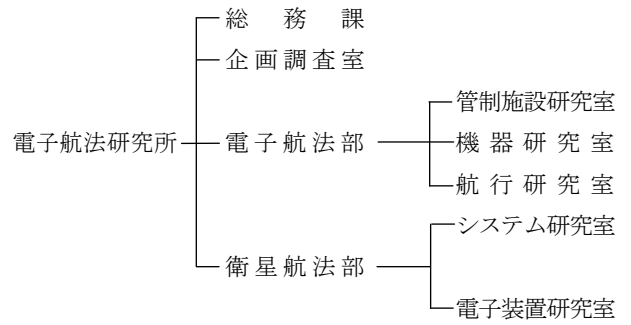 総務課
企画調査室
管制施設研究室
電子航法研究所
電子航法部
機器研究室
航行研究室
システム研究室
衛星航法部
電子装置研究室